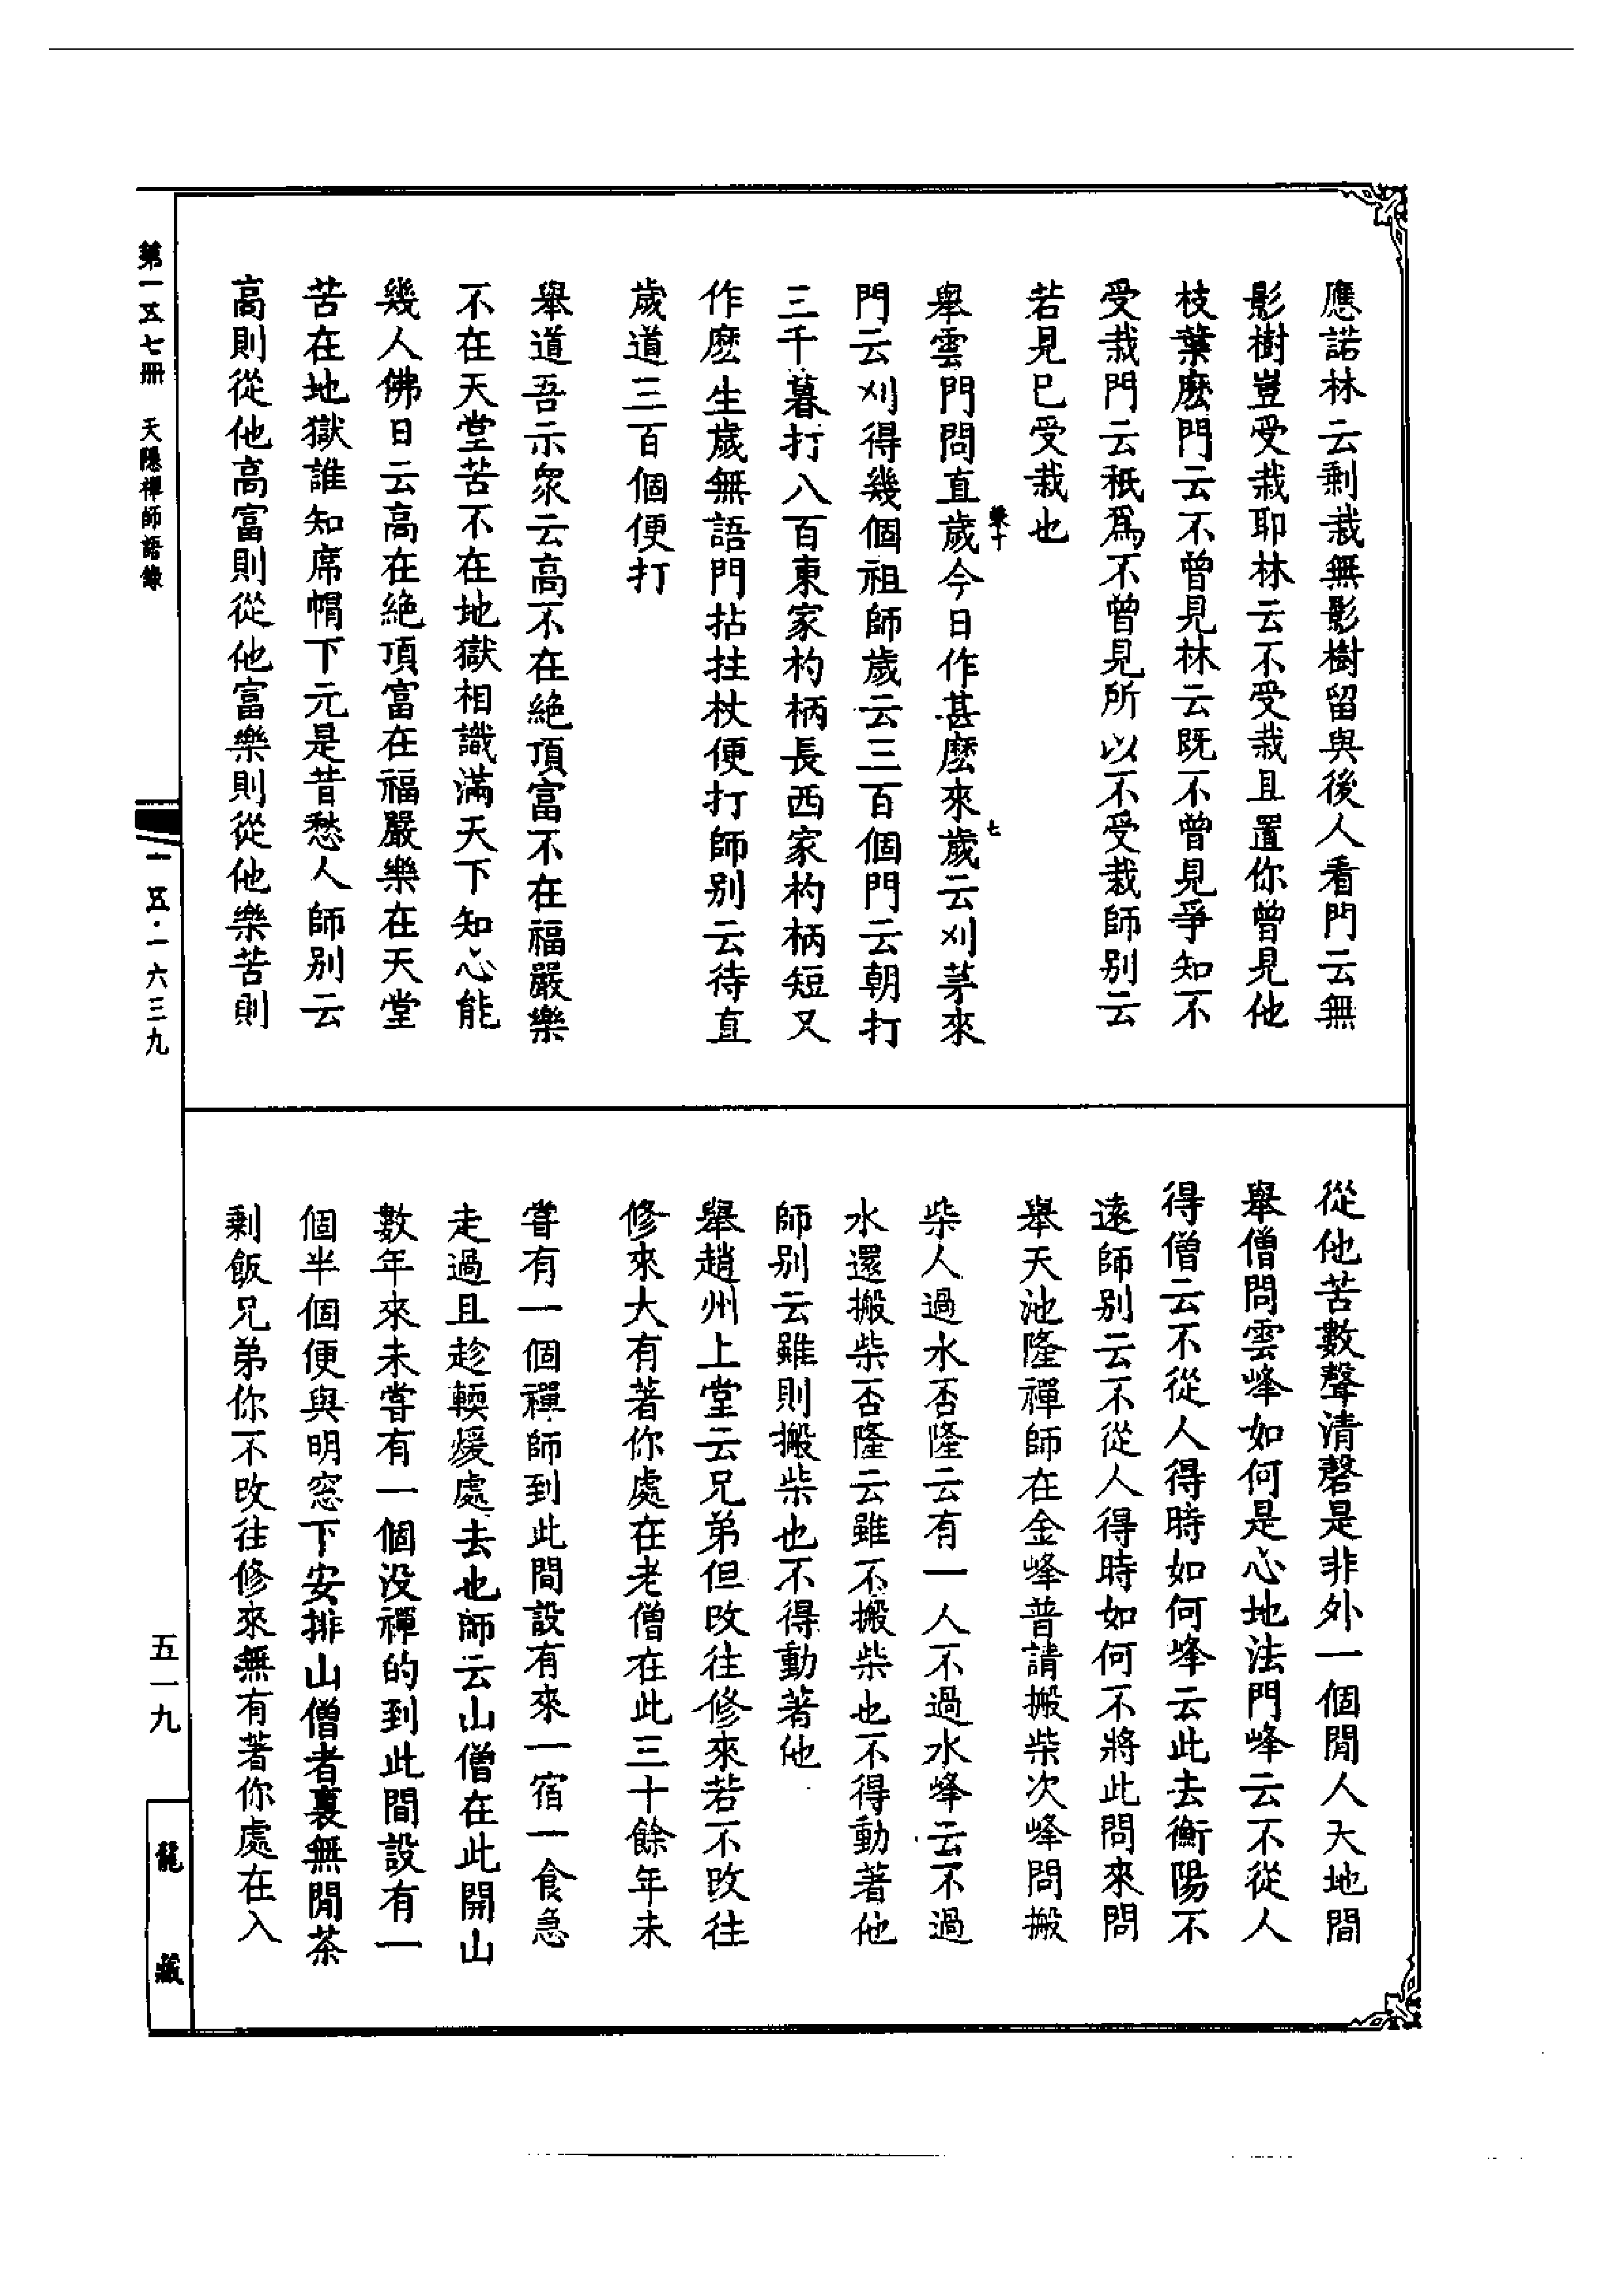 應諾林云剩栽無影樹留與後人看門云無
影樹豈受栽耶林云不受栽且置你曾見他
枝葉麽門云不曾見林云既不曾見爭知不
受栽門云秖爲不曾見所以不受栽師別云
若見已受栽也
舉雲門問直歲今日作甚麽來歲云刈茅來
門云刈得幾個祖師歲云三百個門云朝打
三千暮打八百東家杓柄長西家杓柄短又
作麽生歲無語門拈拄杖便打師別云待直
歲道三百個便打
舉道吾示衆云高不在絕頂富不在福嚴樂
不在天堂苦不在地獄相識滿天下知心能
幾人佛日云高在絕頂富在福嚴樂在天堂
苦在地獄誰知席帽下元是昔愁人師別云
高則從他高富則從他富樂則從他樂苦則
從他苦數聲清磬是非外一個閒人天地間
舉僧問雲峰如何是心地法門峰云不從人
得僧云不從人得時如何峰云此去衡陽不
遠師別云不從人得時如何不將此問來問
舉天池隆禪師在金峰普請搬柴次峰問搬
柴人過水否隆云有一人不過水峰云不過
水還搬柴否隆云雖不搬柴也不得動著他
師別云雖則搬柴也不得動著他
舉趙州上堂云兄弟但改往修來若不改往
修來大有著你處在老僧在此三十餘年未
嘗有一個禪師到此間設有來一宿一食急
走過且趁輭煖處去也師云山僧在此開山
數年來未嘗有一個没禪的到此間設有一
個半個便與明窓下安排山僧者裏無閒茶
剩飯兄弟你不改往修來無有著你處在入
第一五七冊 天隱禪師語錄
一五·一六三九
五一九
龍藏